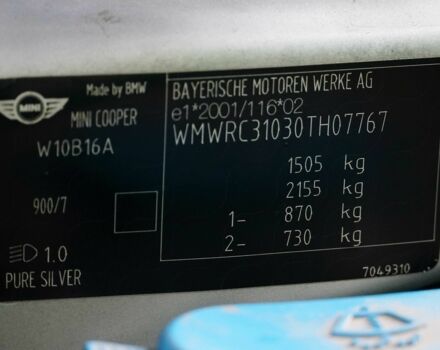 MINI
Made by BMW
MINI COOPER
W10B16A
900/7
1.0
PURE SILVER
BAYERISCHE MOTOREN WERKE AG
e1*2001/116*02
WMWRC31030TH07767
1505 kg
2155 kg
1- 870 kg
2- 730 kg
7049310